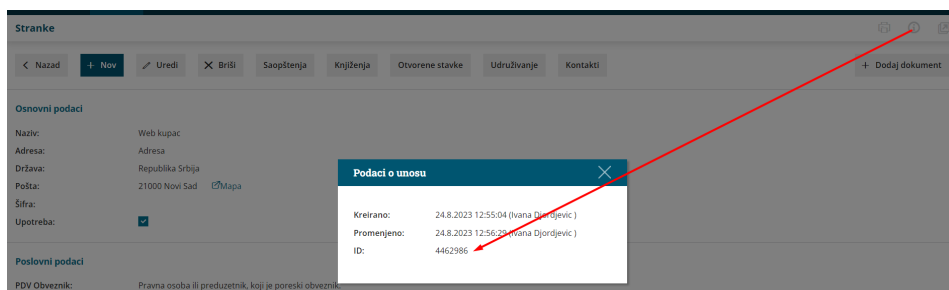 Stranke
Nazad + Nov Uredi Briši Saopštenja Knjiženja Otvorene stavke Udruživanje Kontakti + Dodaj dokument
Osnovni podaci
Naziv: Web kupac
Adresa: Adresa
Država: Republika Srbija
Pošta: 21000 Novi Sad Mapa
Šifra:
Upotreba:
Podaci o unosu
Kreirano: 24.8.2023 12:55:04 (Ivana Djordjevic )
Promenjeno: 24.8.2023 12:56:29 (Ivana Djordjevic )
ID: 4462986
Poslovni podaci
PDV Obveznik: Pravna osoba ili preduzetnik, koji je poreski obveznik.